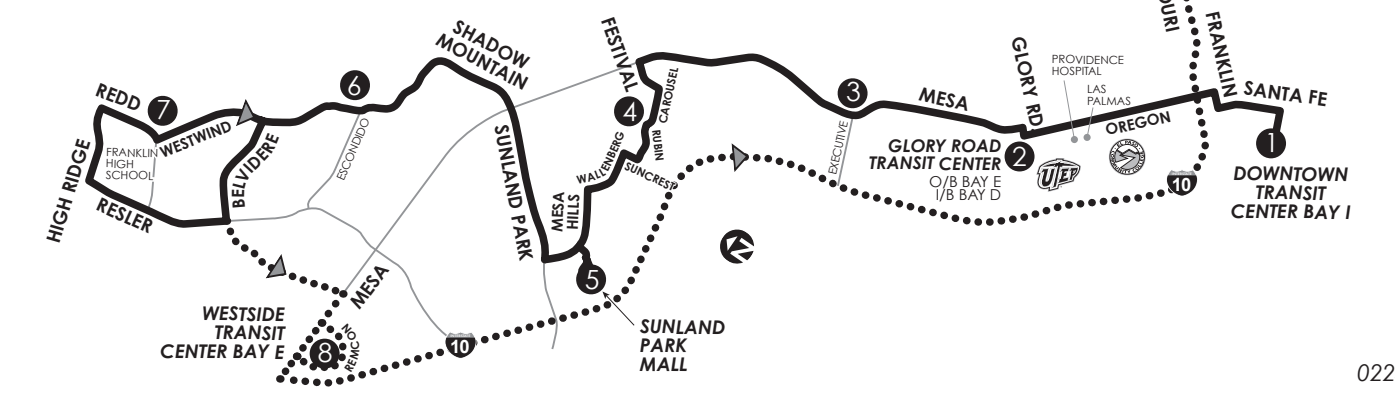 SHADOW
MOUNTAIN
FESTIVAL
FRANKLIN
SANTA FE
1
DOWNTOWN
TRANSIT
CENTER BAY I
GLORY RD.
PROVIDENCE
HOSPITAL
LAS
PALMAS
OREGON
UTEP
MESA
GLORY ROAD
TRANSIT CENTER
O/B BAY E
I/B BAY D
2
3
EXECUTIVE
10
4
CAROUSEL
RUBIN
WALLENBERG
SUNCREST
MESA
HILLS
5
SUNLAND
PARK
MALL
SUNLAND PARK
6
ESCONDIDO
REDD
7
WESTWIND
FRANKLIN
HIGH
SCHOOL
BELVIDERE
HIGH RIDGE
RESLER
MESA
WESTSIDE
TRANSIT
CENTER BAY E
8
REMCON
10
022